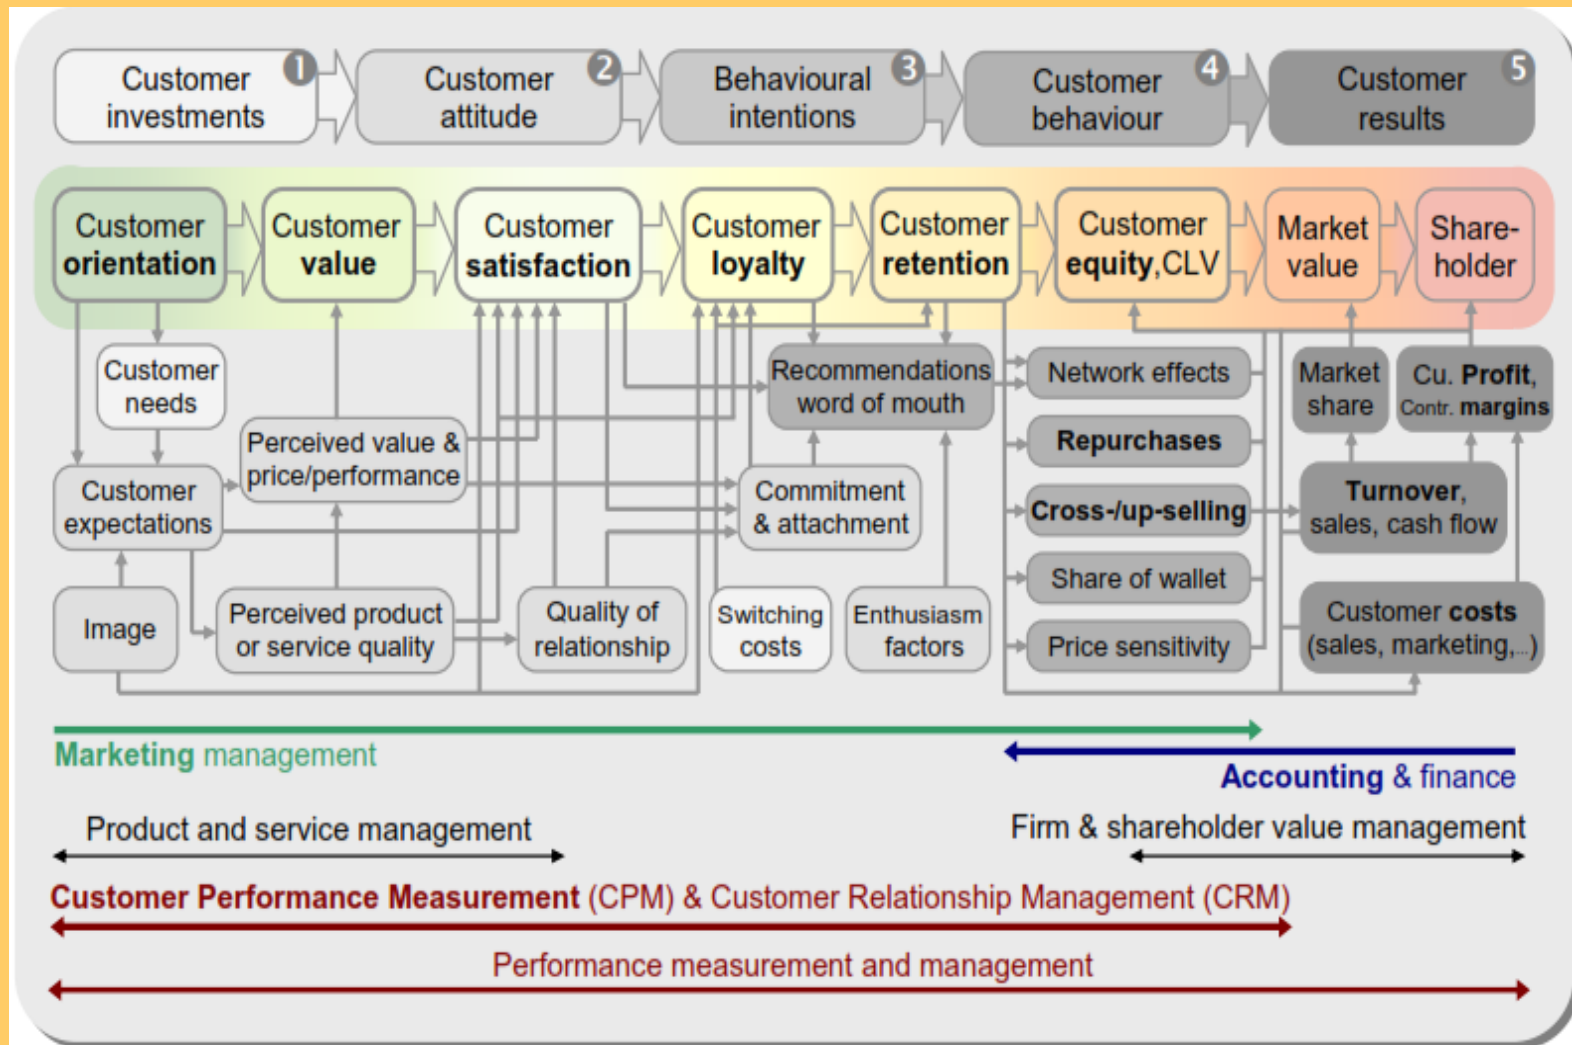 Customer
investments
1
Customer
attitude
2
Behavioural
intentions
3
Customer
behaviour
4
Customer
results
5
Customer
orientation
Customer
value
Customer
satisfaction
Customer
loyalty
Customer
retention
Customer
equity,CLV
Market
value
Share-
holder
Customer
needs
Recommendations
word of mouth
Network effects
Market
share
Cu. Profit,
Contr. margins
Perceived value &
price/performance
Repurchases
Customer
expectations
Commitment
& attachment
Cross-/up-selling
Turnover,
sales, cash flow
Share of wallet
Image
Perceived product
or service quality
Quality of
relationship
Switching
costs
Enthusiasm
factors
Price sensitivity
Customer costs
(sales, marketing,...)
Marketing management
Accounting & finance
Product and service management
Firm & shareholder value management
Customer Performance Measurement (CPM) & Customer Relationship Management (CRM)
Performance measurement and management